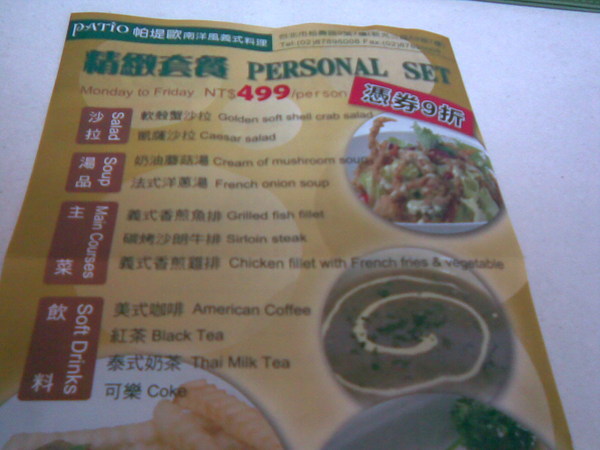 PATIO 帕堤歐 南洋風義式料理
精緻套餐 PERSONAL SET
Monday to Friday NT$499/person
憑券9折
沙拉 Salad
軟殼蟹沙拉 Golden soft shell crab salad
凱薩沙拉 Caesar salad
湯品 Soup
奶油蘑菇湯 Cream of mushroom soup
法式洋蔥湯 French onion soup
主菜 Main Courses
義式香煎魚排 Grilled fish fillet
碳烤沙朗牛排 Sirloin steak
義式香煎雞排 Chicken fillet with French fries & vegetable
飲料 Soft Drinks
美式咖啡 American Coffee
紅茶 Black Tea
泰式奶茶 Thai Milk Tea
可樂 Coke